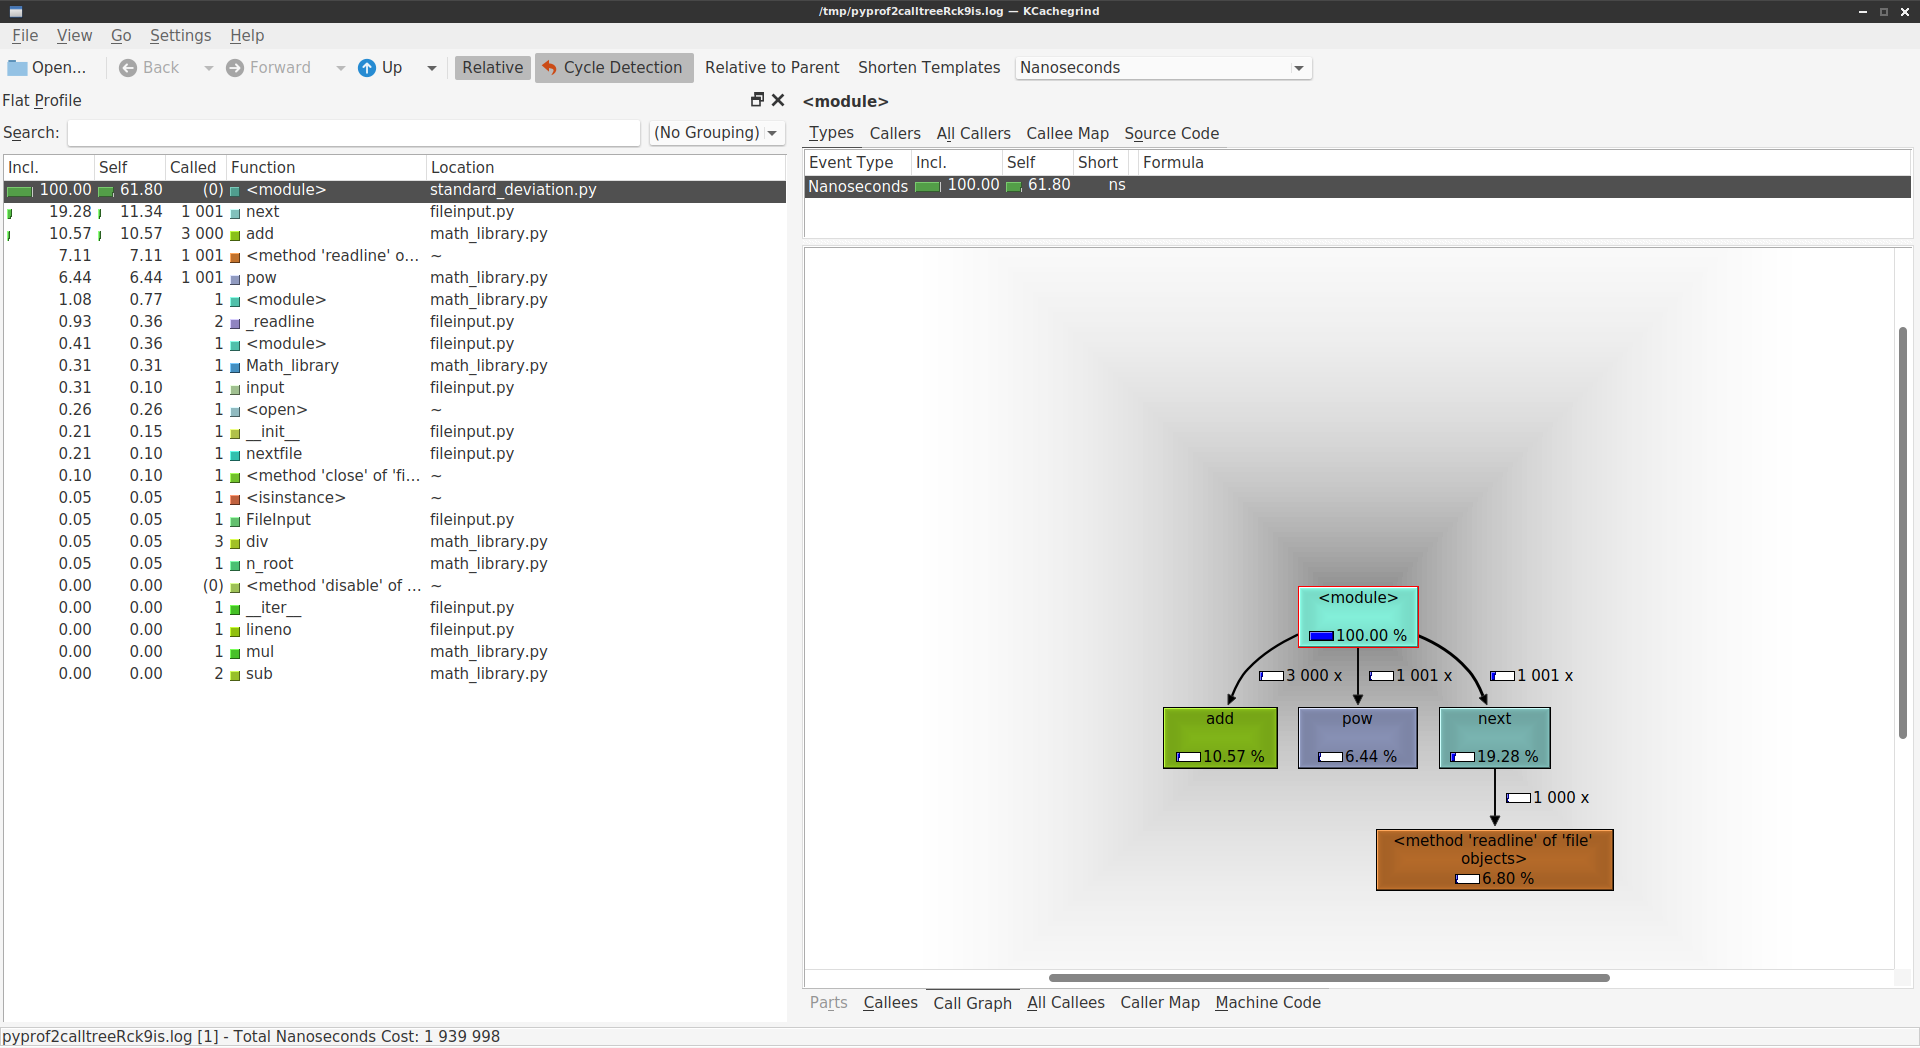 /tmp/pyprof2calltreeRck9is.log — KCachegrind
File View Go Settings Help
Open... Back Forward Up Relative Cycle Detection Relative to Parent Shorten Templates Nanoseconds
Flat Profile
Search: (No Grouping)
Incl. Self Called Function Location
100.00 61.80 (0) <module> standard_deviation.py
19.28 11.34 1 001 next fileinput.py
10.57 10.57 3 000 add math_library.py
7.11 7.11 1 001 <method 'readline' o... ~
6.44 6.44 1 001 pow math_library.py
1.08 0.77 1 <module> math_library.py
0.93 0.36 2 _readline fileinput.py
0.41 0.36 1 <module> fileinput.py
0.31 0.31 1 Math_library math_library.py
0.31 0.10 1 input fileinput.py
0.26 0.26 1 <open> ~
0.21 0.15 1 __init__ fileinput.py
0.21 0.10 1 nextfile fileinput.py
0.10 0.10 1 <method 'close' of 'fi... ~
0.05 0.05 1 <isinstance> ~
0.05 0.05 1 FileInput fileinput.py
0.05 0.05 3 div math_library.py
0.05 0.05 1 n_root math_library.py
0.00 0.00 (0) <method 'disable' of ... ~
0.00 0.00 1 __iter__ fileinput.py
0.00 0.00 1 lineno fileinput.py
0.00 0.00 1 mul math_library.py
0.00 0.00 2 sub math_library.py
<module>
Types Callers All Callers Callee Map Source Code
Event Type Incl. Self Short Formula
Nanoseconds 100.00 61.80 ns
<module>
100.00 %
3 000 x 1 001 x 1 001 x
add pow next
10.57 % 6.44 % 19.28 %
1 000 x
<method 'readline' of 'file'
objects>
6.80 %
Parts Callees Call Graph All Callees Caller Map Machine Code
pyprof2calltreeRck9is.log [1] - Total Nanoseconds Cost: 1 939 998